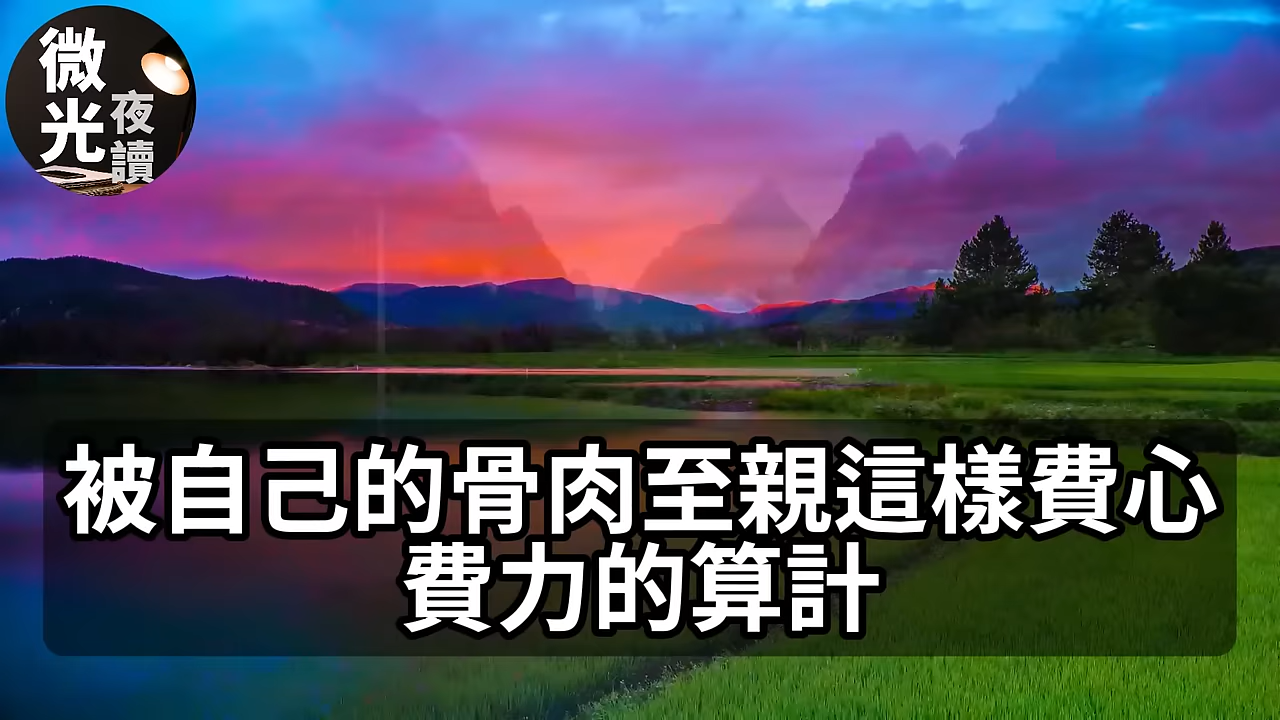 微光
夜讀
被自己的骨肉至親這樣費心
費力的算計